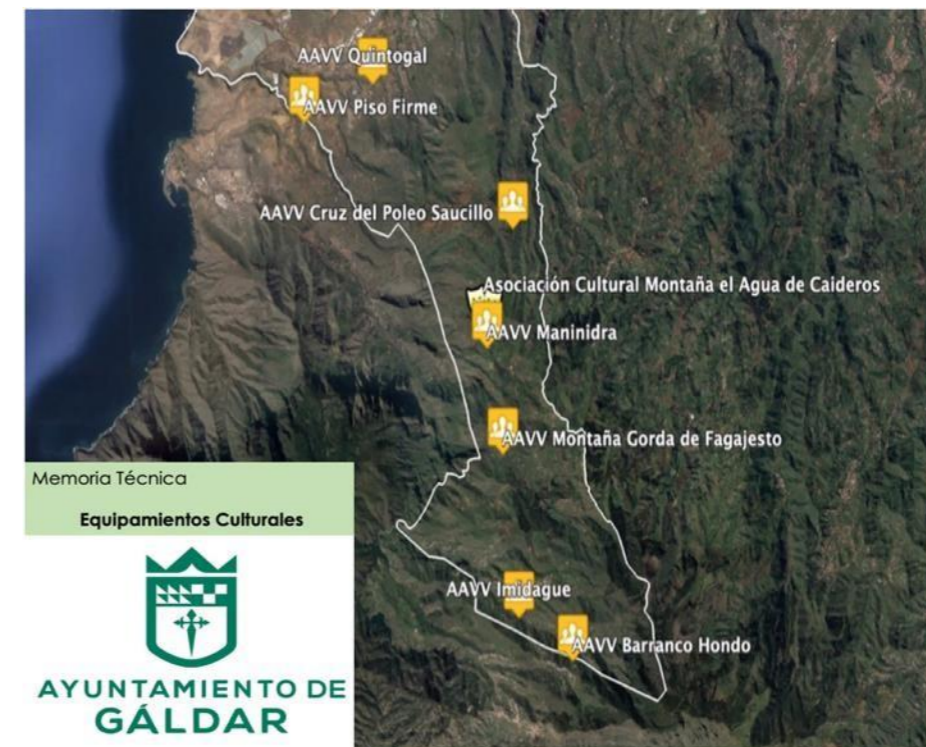 AAVV Quintogal
AAVV Piso Firme
AAVV Cruz del Poleo Saucillo
Asociación Cultural Montaña el Agua de Caideros
AAVV Maninidra
AAVV Montaña Gorda de Fagajesto
Memoria Técnica
Equipamientos Culturales
AAVV Imidague
AAVV Barranco Hondo
AYUNTAMIENTO DE
GÁLDAR